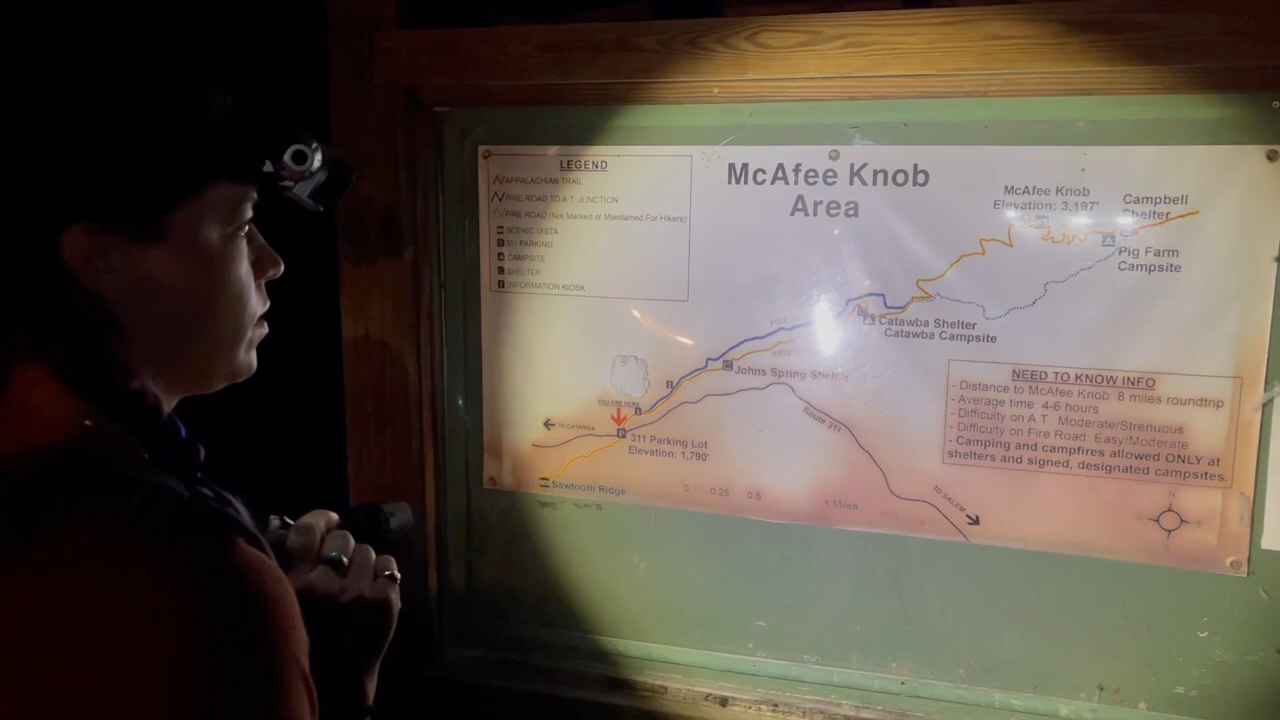 LEGEND
APPALACHIAN TRAIL
FIRE ROAD TO A.T. JUNCTION
FIRE ROAD (Not Marked or Maintained For Hikers)
SCENIC VISTA
311 PARKING
CAMPSITE
SHELTER
INFORMATION KIOSK
McAfee Knob
Area
McAfee Knob
Elevation: 3,197'
Campbell
Shelter
Pig Farm
Campsite
Catawba Shelter
Catawba Campsite
Johns Spring Shelter
YOU ARE HERE
TO CATAWBA
311 Parking Lot
Elevation: 1,790'
Sawtooth Ridge
Route 311
TO SALEM
0 0.25 0.5 1 Miles
NEED TO KNOW INFO
- Distance to McAfee Knob: 8 miles roundtrip
- Average time: 4-6 hours
- Difficulty on A.T.: Moderate/Strenuous
- Difficulty on Fire Road: Easy/Moderate
- Camping and campfires allowed ONLY at
shelters and signed, designated campsites.
N